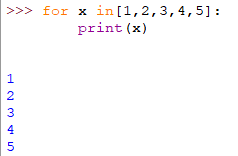 >>> for x in[1,2,3,4,5]:
        print(x)
1
2
3
4
5